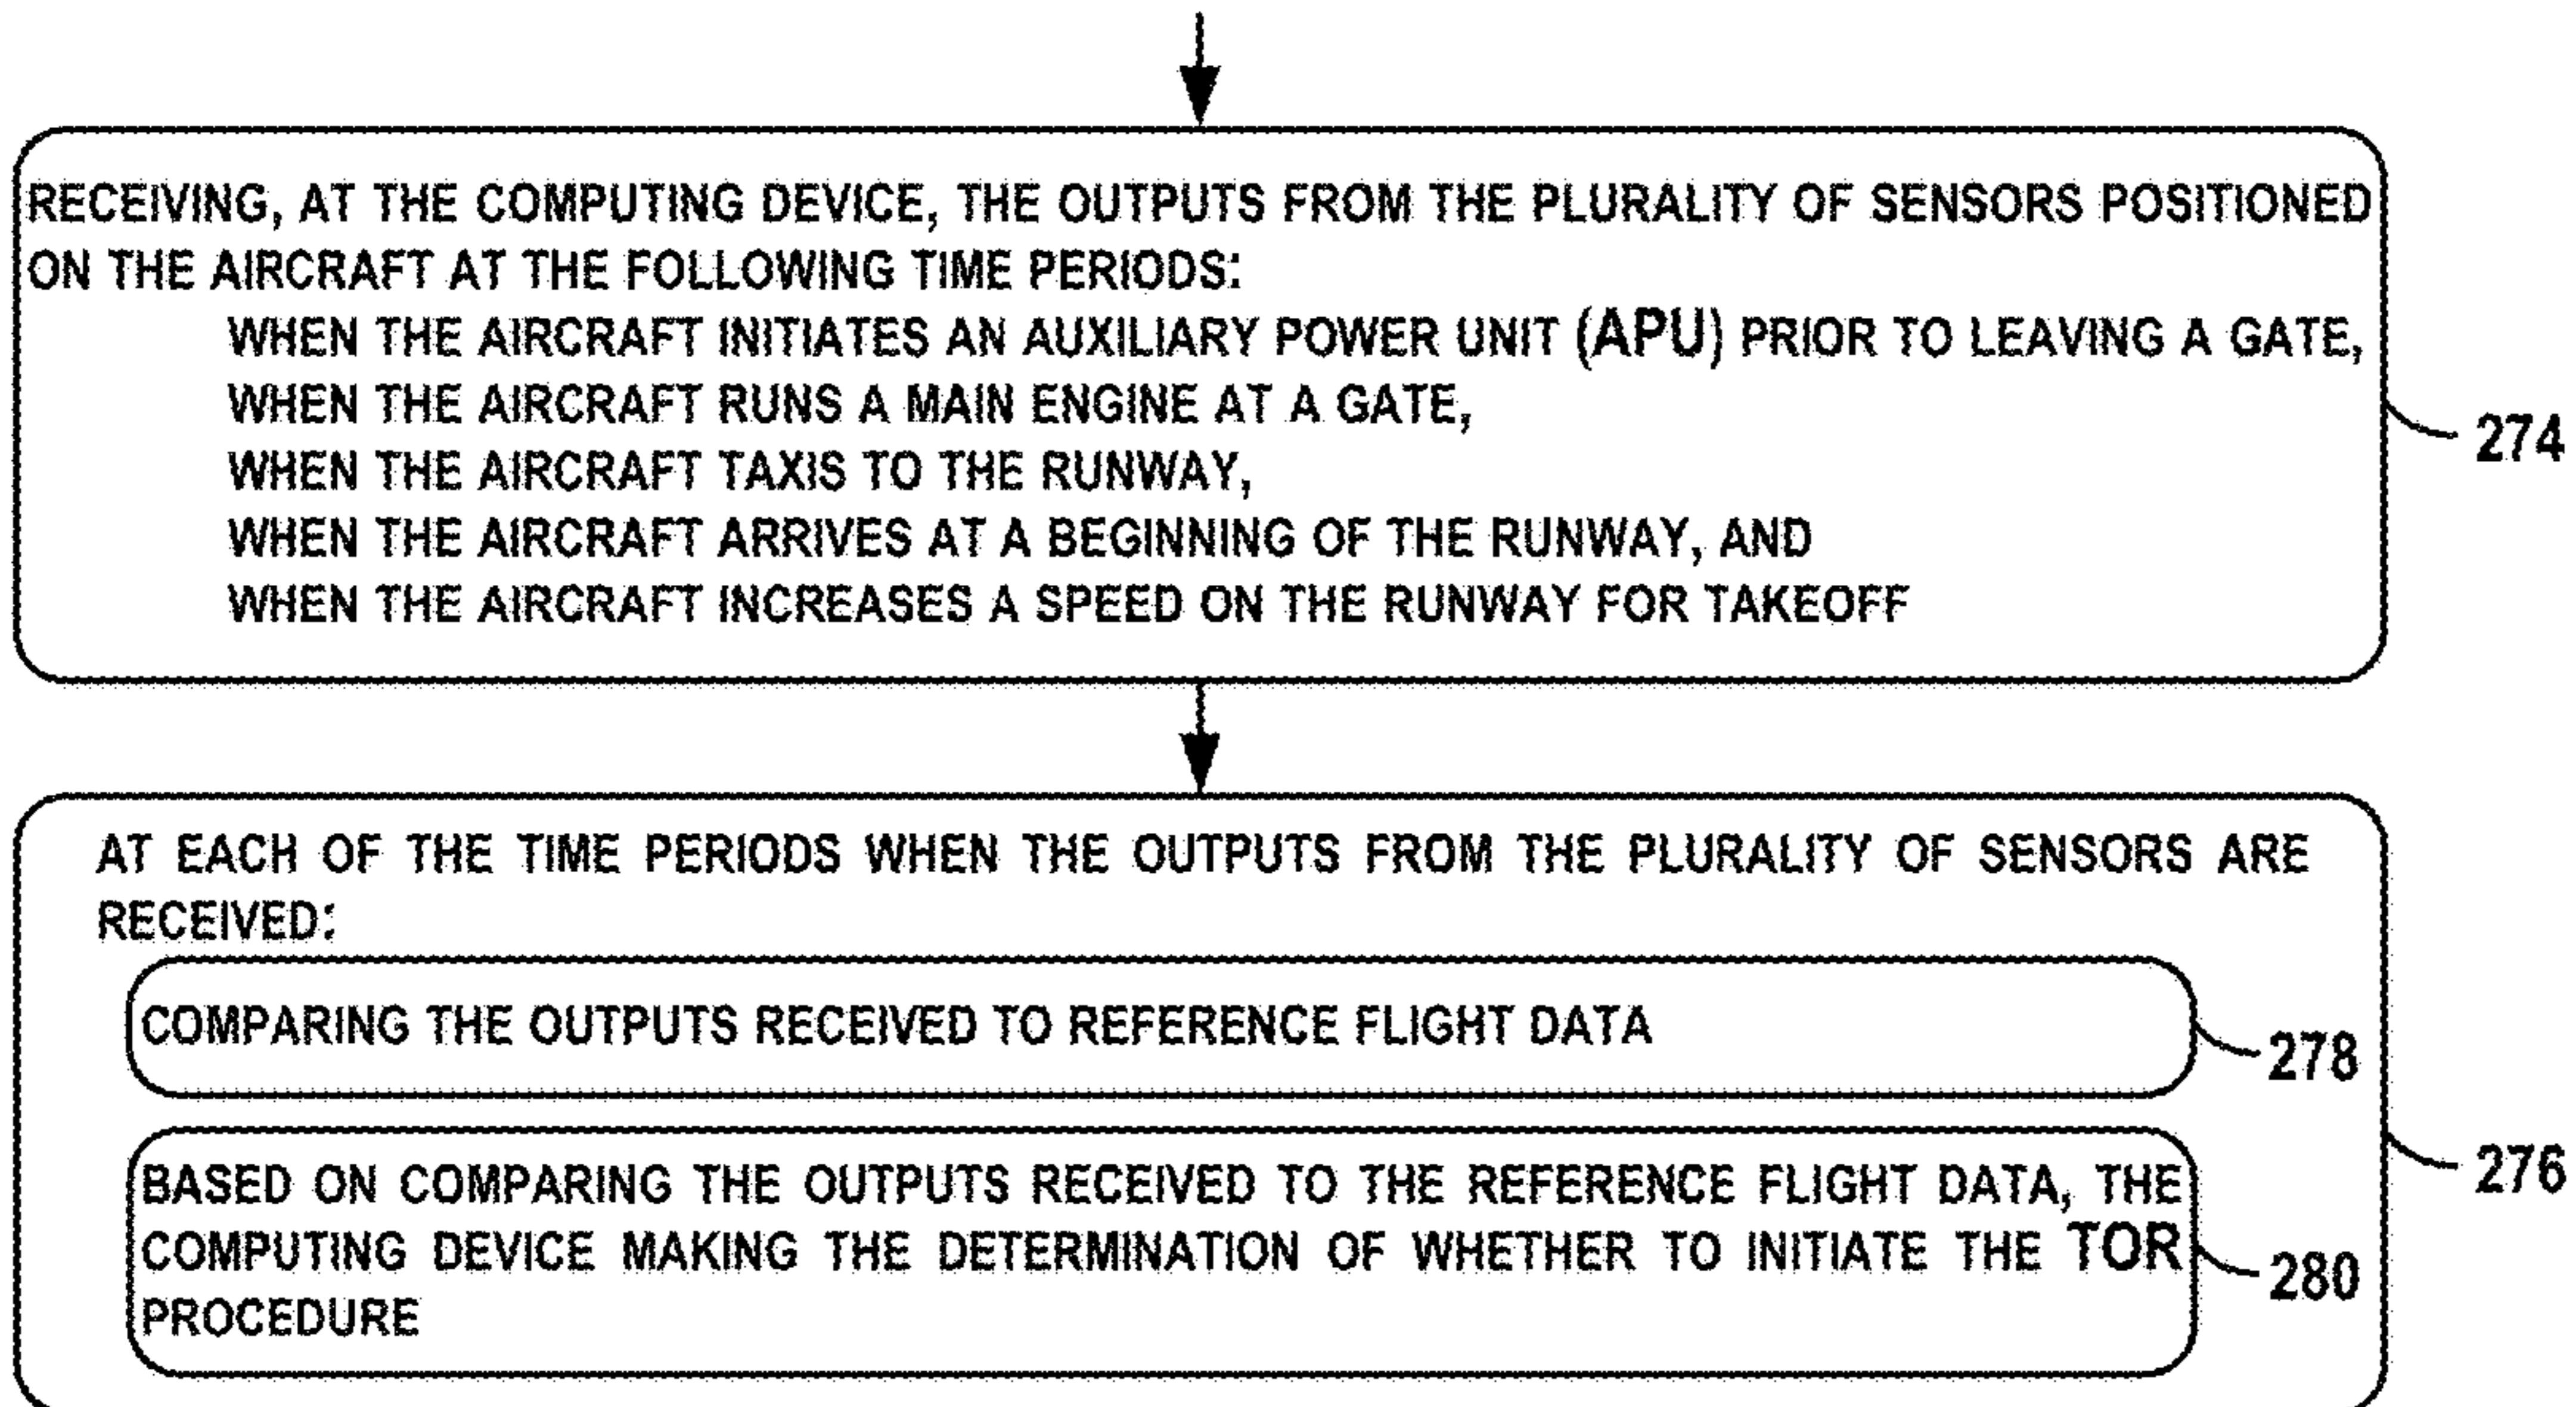 RECEIVING, AT THE COMPUTING DEVICE, THE OUTPUTS FROM THE PLURALITY OF SENSORS POSITIONED
ON THE AIRCRAFT AT THE FOLLOWING TIME PERIODS:
WHEN THE AIRCRAFT INITIATES AN AUXILIARY POWER UNIT (APU) PRIOR TO LEAVING A GATE,
WHEN THE AIRCRAFT RUNS A MAIN ENGINE AT A GATE,
WHEN THE AIRCRAFT TAXIS TO THE RUNWAY,
WHEN THE AIRCRAFT ARRIVES AT A BEGINNING OF THE RUNWAY, AND
WHEN THE AIRCRAFT INCREASES A SPEED ON THE RUNWAY FOR TAKEOFF
274
AT EACH OF THE TIME PERIODS WHEN THE OUTPUTS FROM THE PLURALITY OF SENSORS ARE
RECEIVED:
COMPARING THE OUTPUTS RECEIVED TO REFERENCE FLIGHT DATA
278
BASED ON COMPARING THE OUTPUTS RECEIVED TO THE REFERENCE FLIGHT DATA, THE
COMPUTING DEVICE MAKING THE DETERMINATION OF WHETHER TO INITIATE THE TOR
PROCEDURE
280
276